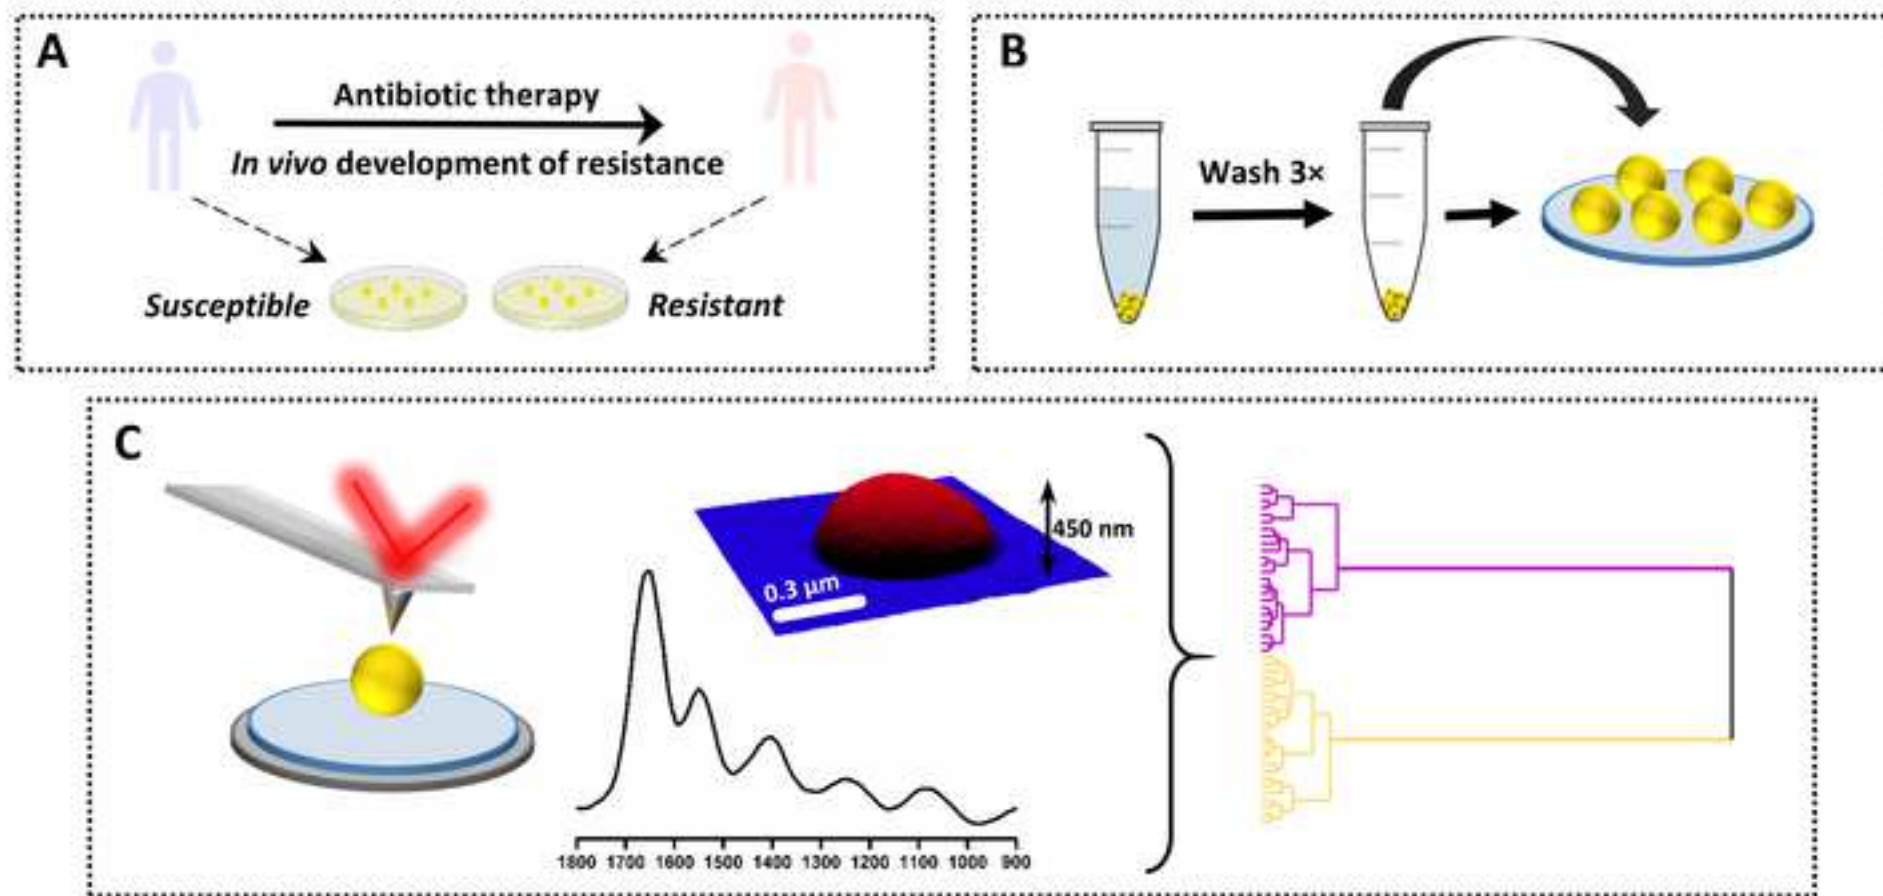 A
Antibiotic therapy
In vivo development of resistance
Susceptible
Resistant
B
Wash 3×
C
450 nm
0.3 µm
1800 1700 1600 1500 1400 1300 1200 1100 1000 900